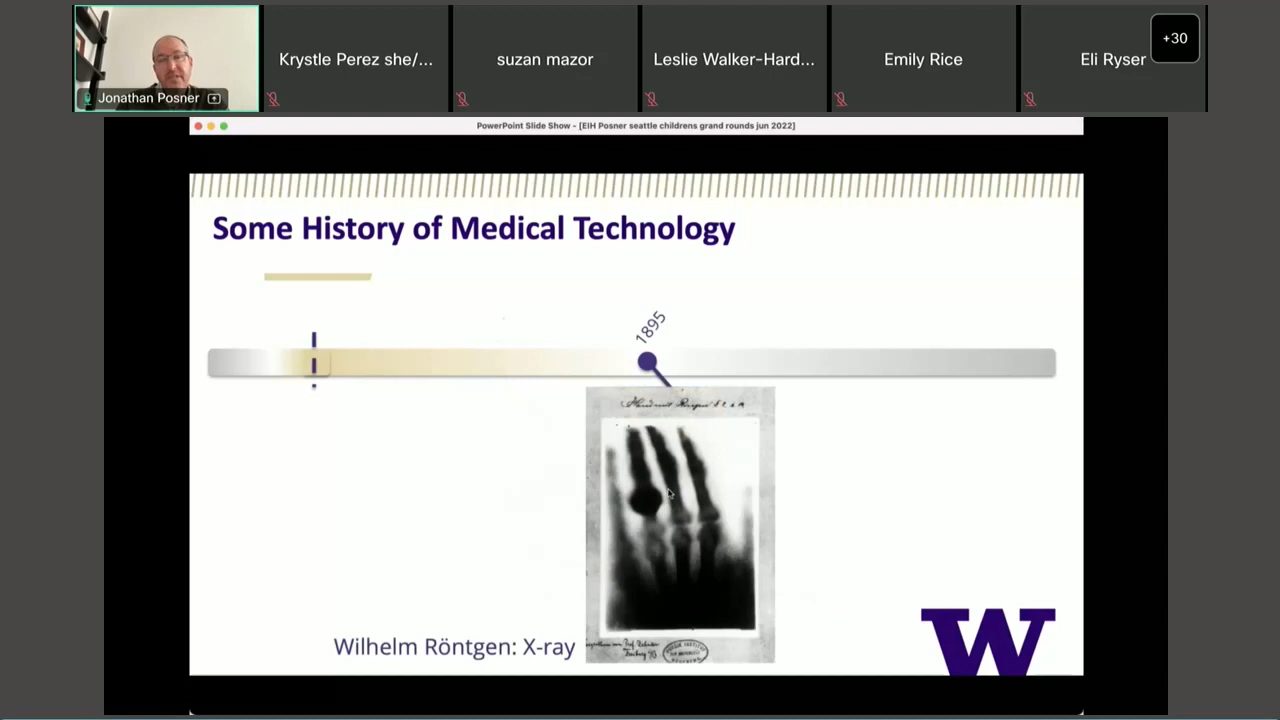 Jonathan Posner
Krystle Perez she/...
suzan mazor
Leslie Walker-Hard...
Emily Rice
Eli Ryser
+30
PowerPoint Slide Show - [EIH Posner seattle childrens grand rounds jun 2022]
Some History of Medical Technology
1895
Wilhelm Röntgen: X-ray
W